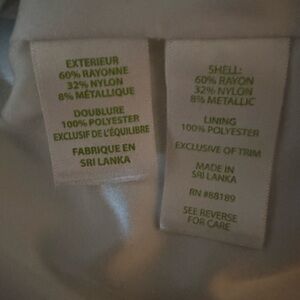 EXTERIEUR
60% RAYONNE
32% NYLON
8% MÉTALLIQUE
DOUBLURE
100% POLYESTER
EXCLUSIF DE L'ÉQUILIBRE
FABRIQUE EN
SRI LANKA
SHELL:
60% RAYON
32% NYLON
8% METALLIC
LINING
100% POLYESTER
EXCLUSIVE OF TRIM
MADE IN
SRI LANKA
RN #88189
SEE REVERSE
FOR CARE